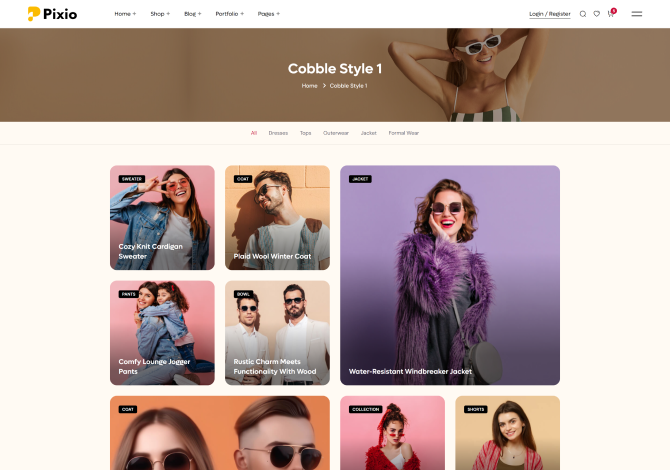 Pixio
Home + Shop + Blog + Portfolio + Pages +
Login / Register
Cobble Style 1
Home > Cobble Style 1
All Dresses Tops Outerwear Jacket Formal Wear
SWEATER
Cozy Knit Cardigan
Sweater
COAT
Plaid Wool Winter Coat
JACKET
Water-Resistant Windbreaker Jacket
PANTS
Comfy Lounge Jogger
Pants
BOWL
Rustic Charm Meets
Functionality With Wood
COAT
COLLECTION
SHORTS